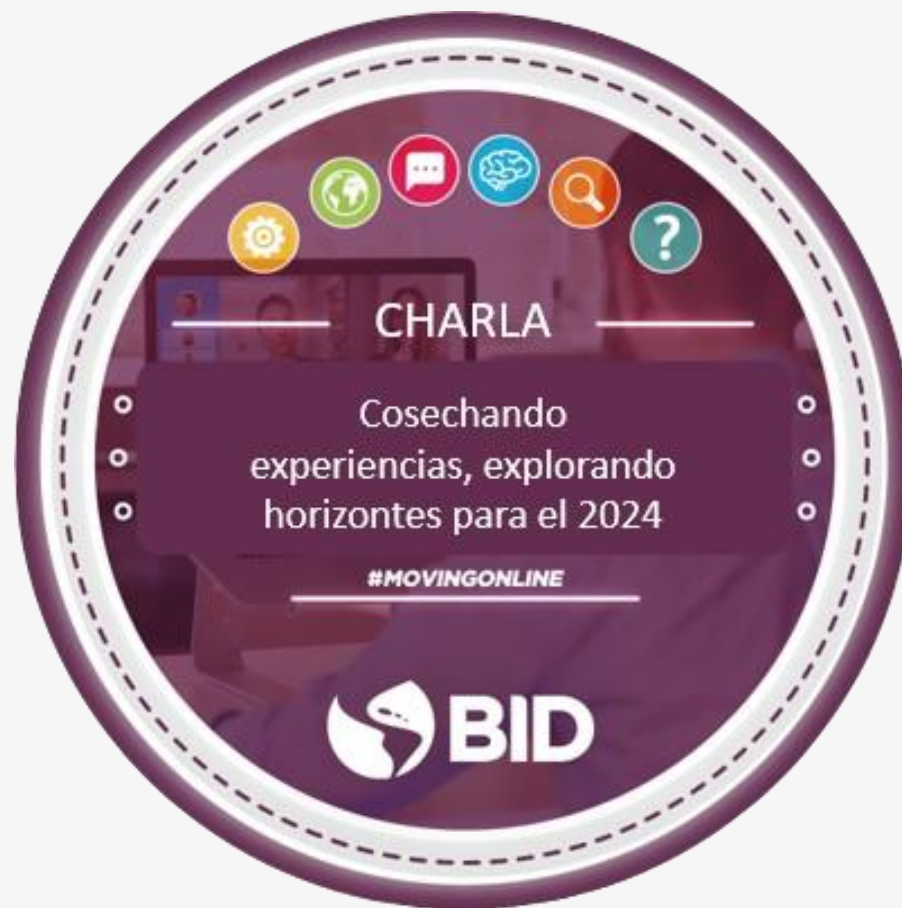 ?
CHARLA
Cosechando
experiencias, explorando
horizontes para el 2024
#MOVINGONLINE
BID